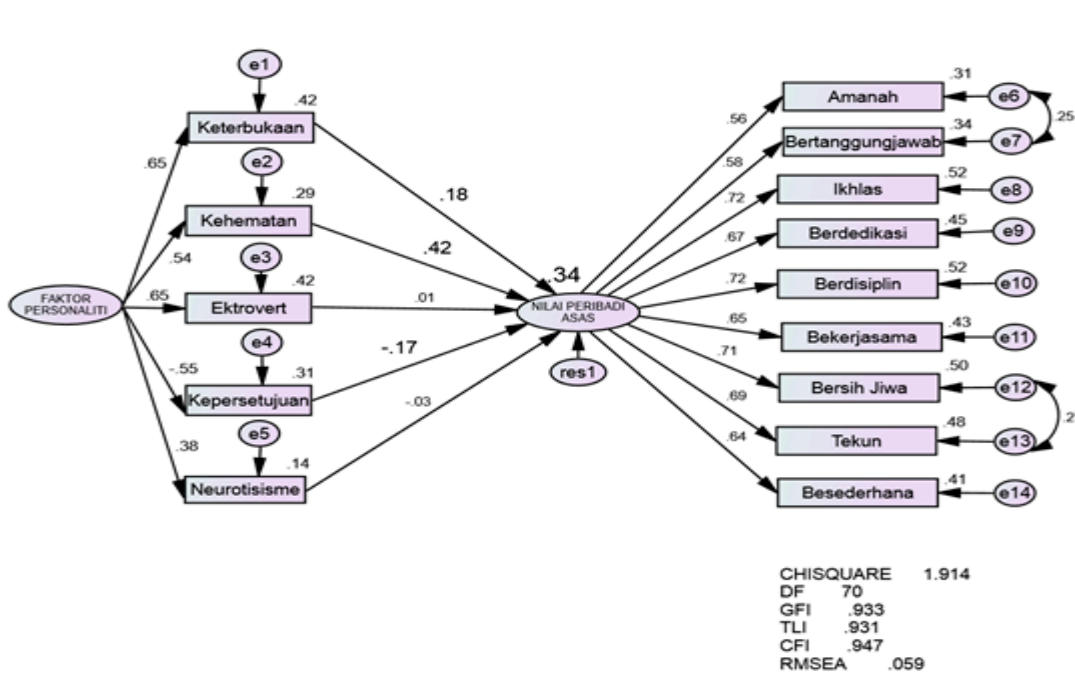 e1
.42
Keterbukaan
.65
e2
.29
Kehematan
.54
e3
.42
.65
Ektrovert
FAKTOR
PERSONALITI
e4
.31
-.55
Kepersetujuan
e5
.38
.14
Neurotisisme
.18
.42
.01
-.17
-.03
.34
NILAI PERIBADI
ASAS
res1
.56
.58
.72
.67
.72
.65
.71
.69
.64
.31
Amanah
e6
.25
.34
Bertanggungjawab
e7
.52
Ikhlas
e8
.45
Berdedikasi
e9
.52
Berdisiplin
e10
.43
Bekerjasama
e11
.50
Bersih Jiwa
e12
.48
Tekun
e13
.41
Besederhana
e14
CHISQUARE 1.914
DF 70
GFI .933
TLI .931
CFI .947
RMSEA .059